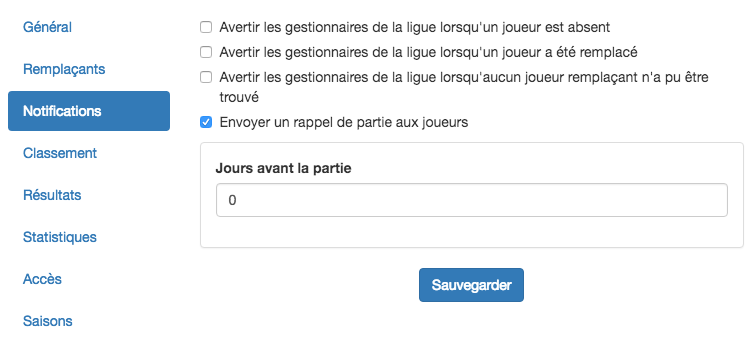 Général
Remplaçants
Notifications
Classement
Résultats
Statistiques
Accès
Saisons
Avertir les gestionnaires de la ligue lorsqu'un joueur est absent
Avertir les gestionnaires de la ligue lorsqu'un joueur a été remplacé
Avertir les gestionnaires de la ligue lorsqu'aucun joueur remplaçant n'a pu être
trouvé
Envoyer un rappel de partie aux joueurs
Jours avant la partie
0
Sauvegarder